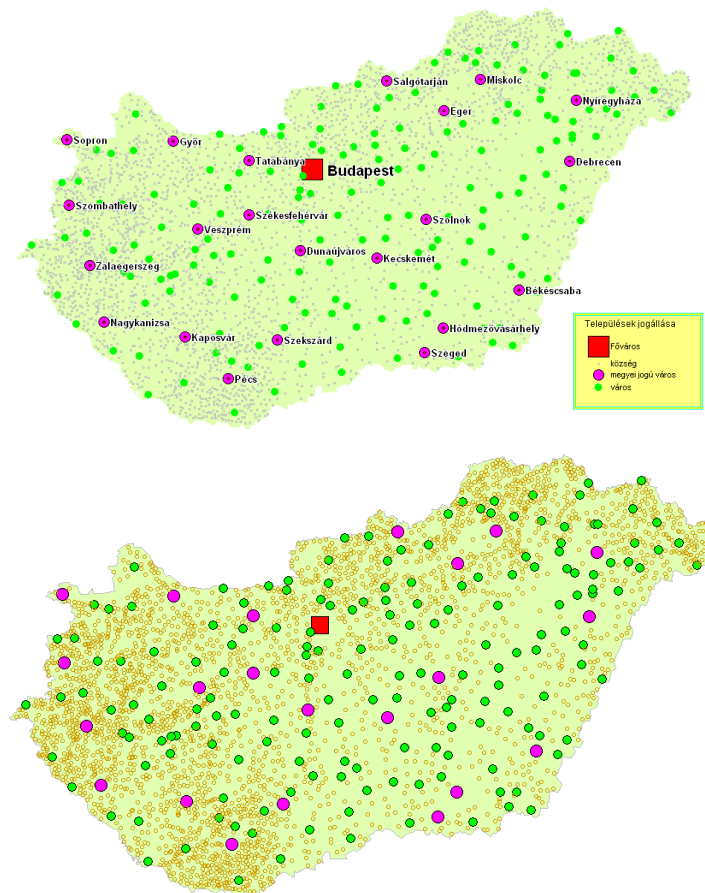 Salgótarján
Miskolc
Nyíregyháza
Eger
Sopron
Győr
Tatabánya
Debrecen
Budapest
Szombathely
Székesfehérvár
Szolnok
Veszprém
Dunaújváros
Kecskemét
Zalaegerszeg
Békéscsaba
Nagykanizsa
Hódmezővásárhely
Kaposvár
Szekszárd
Szeged
Pécs
Települések jogállása
Főváros
község
megyei jogú város
város